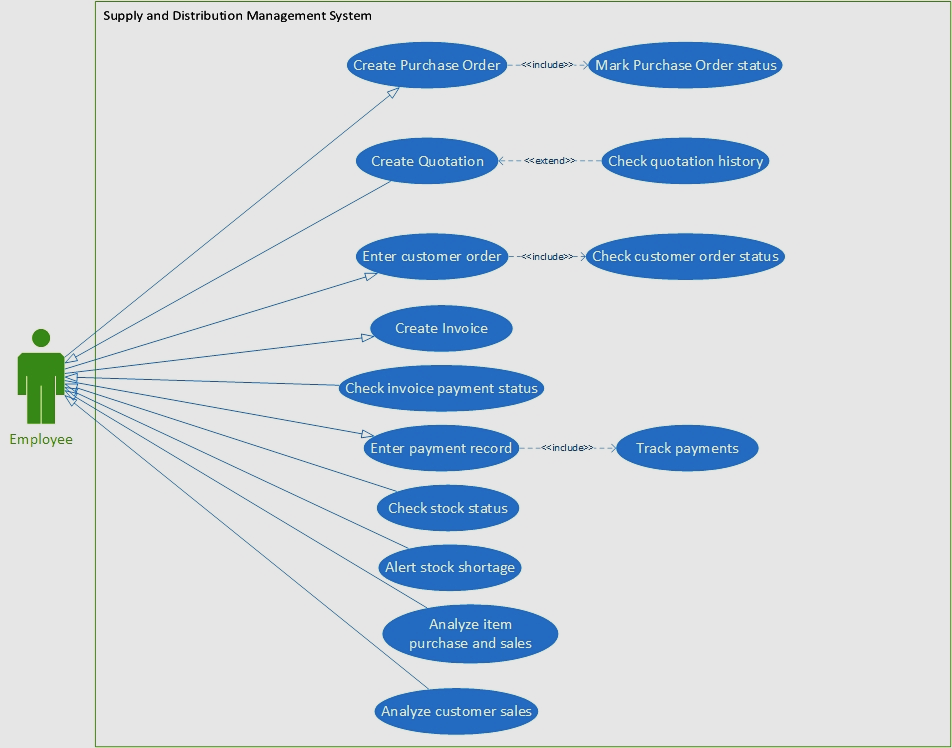 Supply and Distribution Management System
Create Purchase Order
<<include>>
Mark Purchase Order status
Create Quotation
<<extend>>
Check quotation history
Enter customer order
<<include>>
Check customer order status
Create Invoice
Check invoice payment status
Employee
Enter payment record
<<include>>
Track payments
Check stock status
Alert stock shortage
Analyze item
purchase and sales
Analyze customer sales